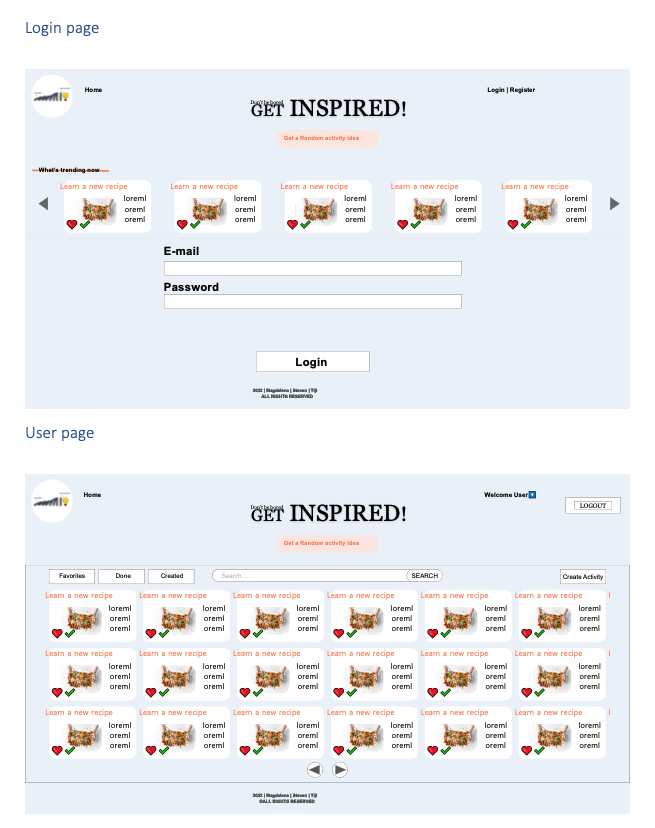 Login page
Home
Login | Register
Don't be bored
GET INSPIRED!
Get a Random activity idea
What's trending now
Learn a new recipe Learn a new recipe Learn a new recipe Learn a new recipe Learn a new recipe
loreml loreml loreml loreml loreml
oreml oreml oreml oreml oreml
oreml oreml oreml oreml oreml
E-mail
Password
Login
2022 | Magdalena | Steven | Tiji
ALL RIGHTS RESERVED
User page
Home
Welcome User
LOGOUT
Don't be bored
GET INSPIRED!
Get a Random activity idea
Favorites Done Created Search ... SEARCH Create Activity
Learn a new recipe Learn a new recipe Learn a new recipe Learn a new recipe Learn a new recipe Learn a new recipe
loreml loreml loreml loreml loreml loreml
oreml oreml oreml oreml oreml oreml
oreml oreml oreml oreml oreml oreml
Learn a new recipe Learn a new recipe Learn a new recipe Learn a new recipe Learn a new recipe Learn a new recipe
loreml loreml loreml loreml loreml loreml
oreml oreml oreml oreml oreml oreml
oreml oreml oreml oreml oreml oreml
Learn a new recipe Learn a new recipe Learn a new recipe Learn a new recipe Learn a new recipe Learn a new recipe
loreml loreml loreml loreml loreml loreml
oreml oreml oreml oreml oreml oreml
oreml oreml oreml oreml oreml oreml
2022 | Magdalena | Steven | Tiji
©ALL RIGHTS RESERVED